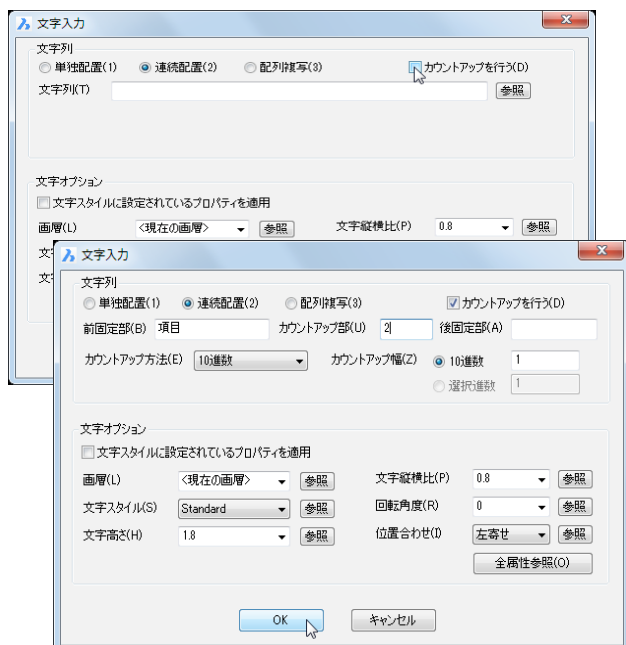 文字入力
文字列
単独配置(1) 連続配置(2) 配列複写(3) カウントアップを行う(D)
文字列(T) 参照
文字オプション
文字スタイルに設定されているプロパティを適用
画層(L) <現在の画層> 参照 文字縦横比(P) 0.8 参照
文
文
文字入力
文字列
単独配置(1) 連続配置(2) 配列複写(3) カウントアップを行う(D)
前固定部(B) 項目 カウントアップ部(U) 2 後固定部(A)
カウントアップ方法(E) 10進数 カウントアップ幅(Z) 10進数 1
選択進数 1
文字オプション
文字スタイルに設定されているプロパティを適用
画層(L) <現在の画層> 参照 文字縦横比(P) 0.8 参照
文字スタイル(S) Standard 参照 回転角度(R) 0 参照
文字高さ(H) 1.8 参照 位置合わせ(I) 左寄せ 参照
全属性参照(O)
OK キャンセル